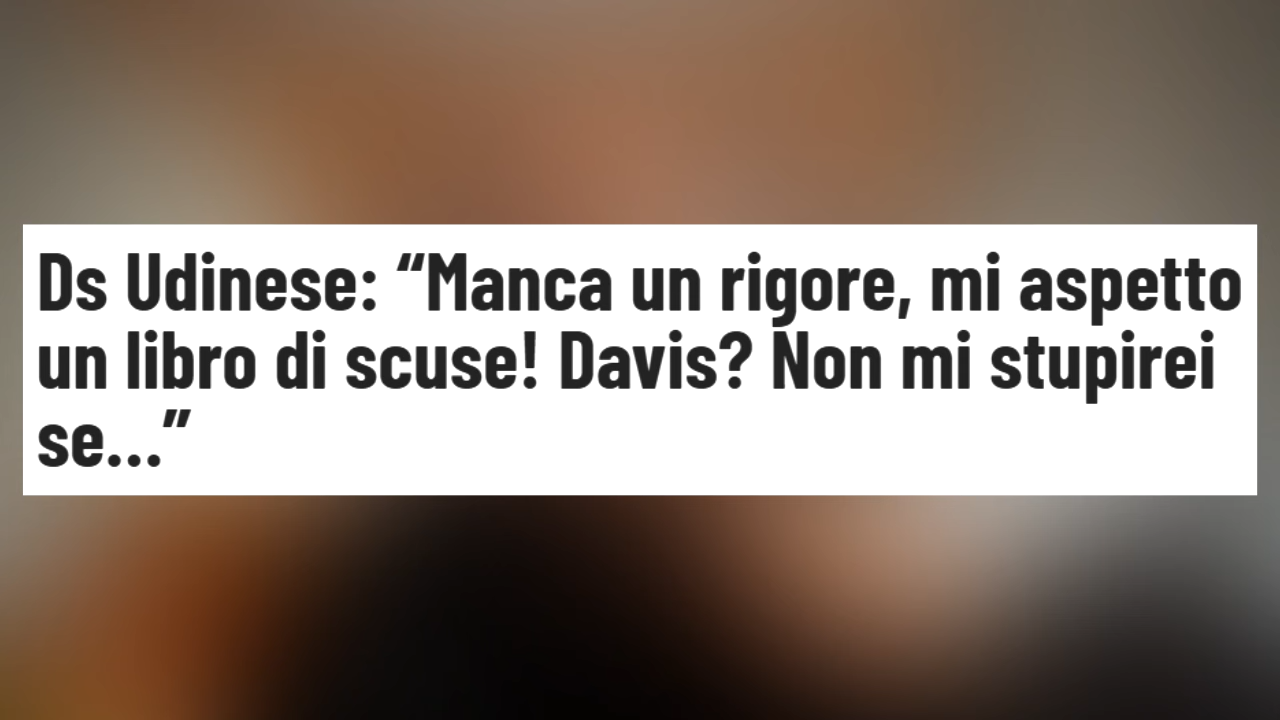 Ds Udinese: “Manca un rigore, mi aspetto
un libro di scuse! Davis? Non mi stupirei
se...”